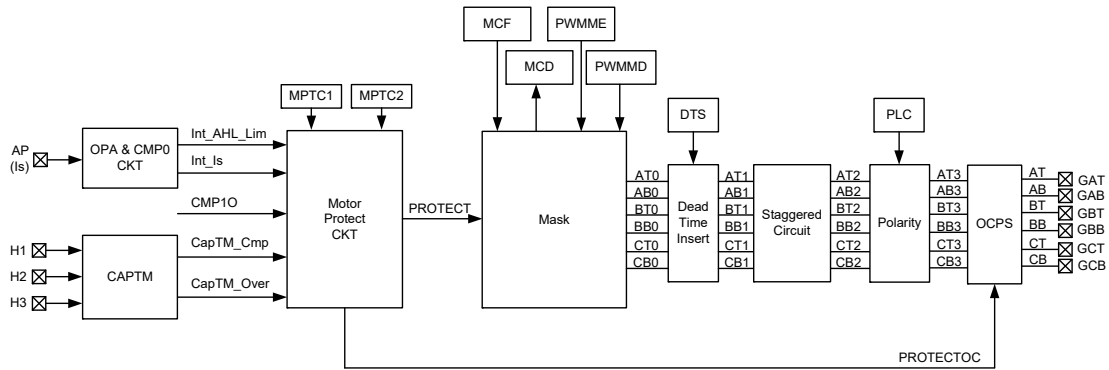 MCF
PWMME
MCD
PWMMD
MPTC1
MPTC2
DTS
PLC
AP
(Is)
OPA & CMP0
CKT
Int_AHL_Lim
Int_Is
CMP1O
H1
H2
H3
CAPTM
CapTM_Cmp
CapTM_Over
Motor
Protect
CKT
PROTECT
Mask
AT0
AB0
BT0
BB0
CT0
CB0
Dead
Time
Insert
AT1
AB1
BT1
BB1
CT1
CB1
Staggered
Circuit
AT2
AB2
BT2
BB2
CT2
CB2
Polarity
AT3
AB3
BT3
BB3
CT3
CB3
OCPS
AT
AB
BT
BB
CT
CB
GAT
GAB
GBT
GBB
GCT
GCB
PROTECTOC